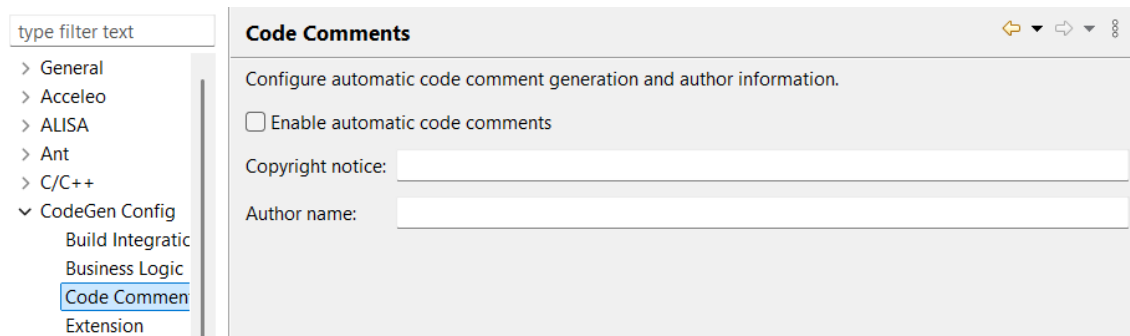 type filter text
General
Acceleo
ALISA
Ant
C/C++
CodeGen Config
Build Integratic
Business Logic
Code Commen
Extension
Code Comments
Configure automatic code comment generation and author information.
Enable automatic code comments
Copyright notice:
Author name: